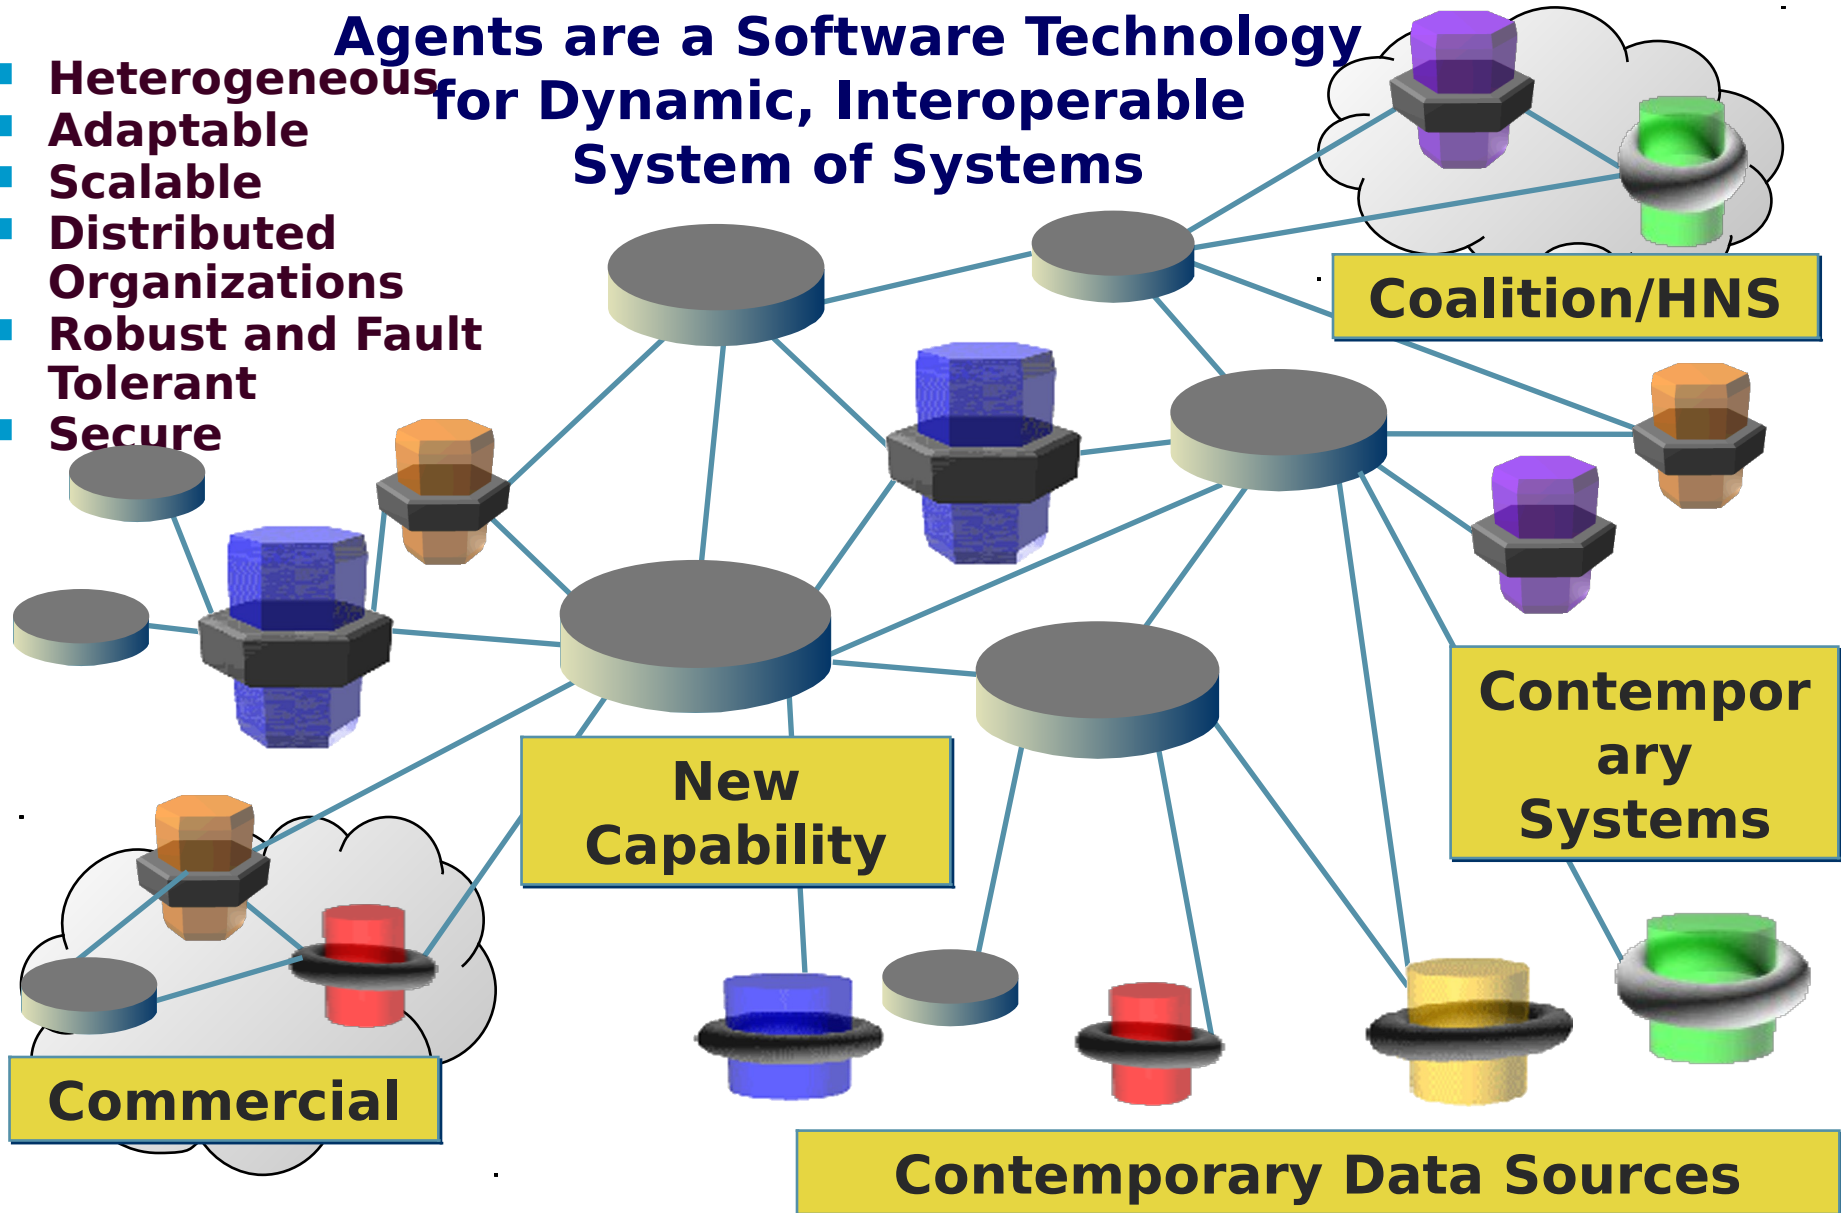 Agents are a Software Technology
for Dynamic, Interoperable
System of Systems
Heterogeneous
Adaptable
Scalable
Distributed
Organizations
Robust and Fault
Tolerant
Secure
Coalition/HNS
Contempor
ary
Systems
New
Capability
Commercial
Contemporary Data Sources